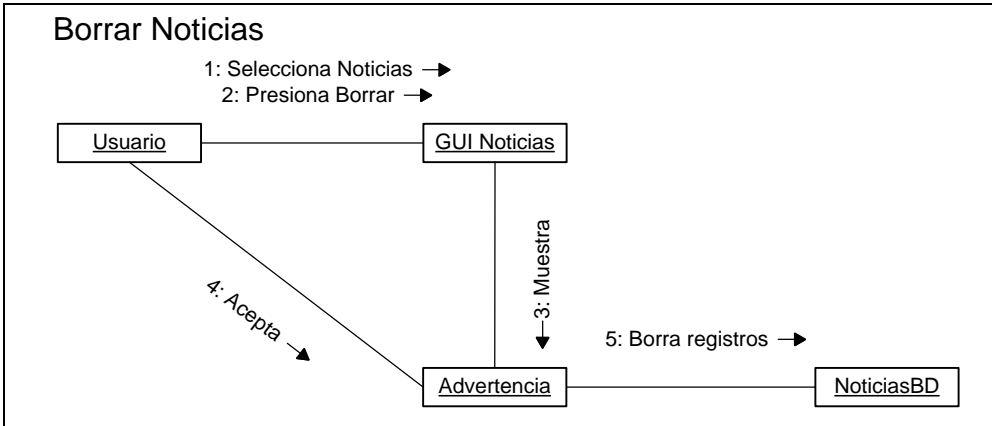 Borrar Noticias
1: Selecciona Noticias
2: Presiona Borrar
Usuario
GUI Noticias
3: Muestra
4: Acepta
5: Borra registros
Advertencia
NoticiasBD